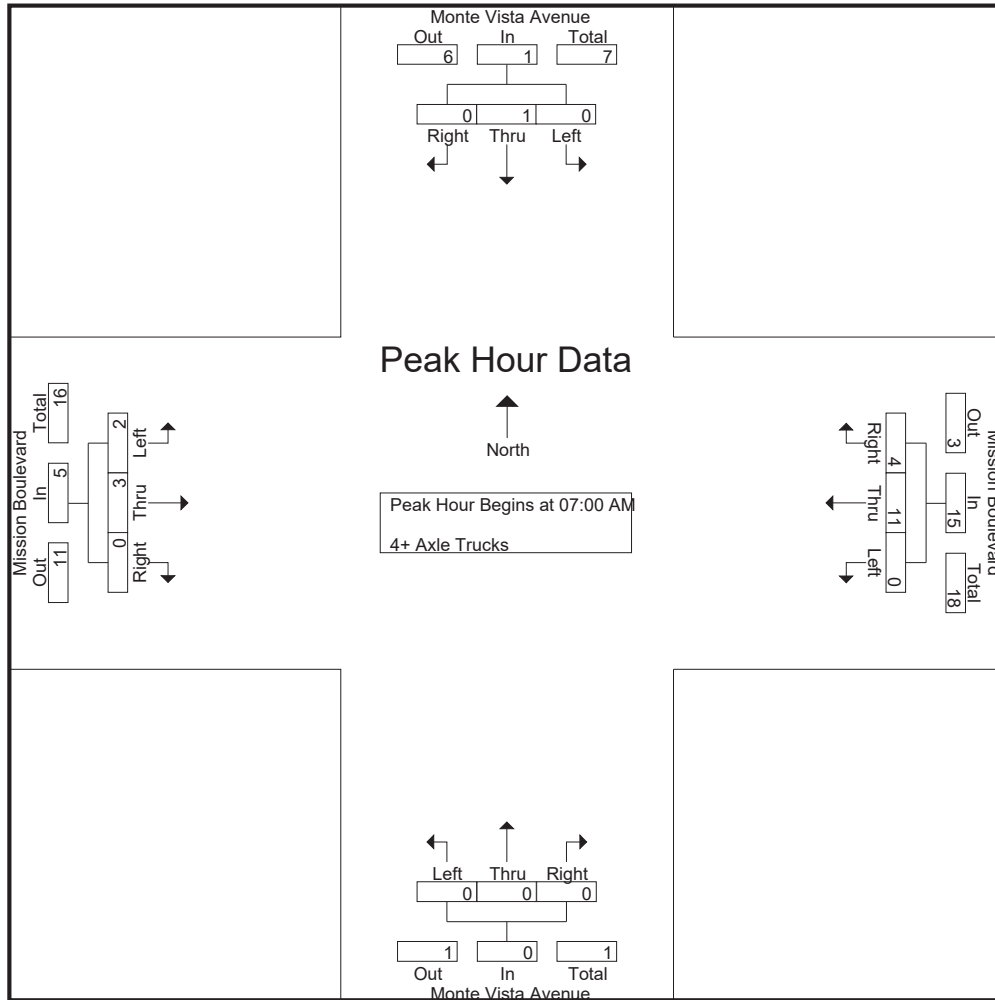 Monte Vista Avenue
Out In Total
6 1 7
0 1 0
Right Thru Left
Peak Hour Data
North
Peak Hour Begins at 07:00 AM
4+ Axle Trucks
Mission Boulevard
Out In Total
11 5 16
Right Thru Left
0 3 2
Mission Boulevard
Out In Total
3 15 18
Right Thru Left
4 11 0
Left Thru Right
0 0 0
1 0 1
Out In Total
Monte Vista Avenue